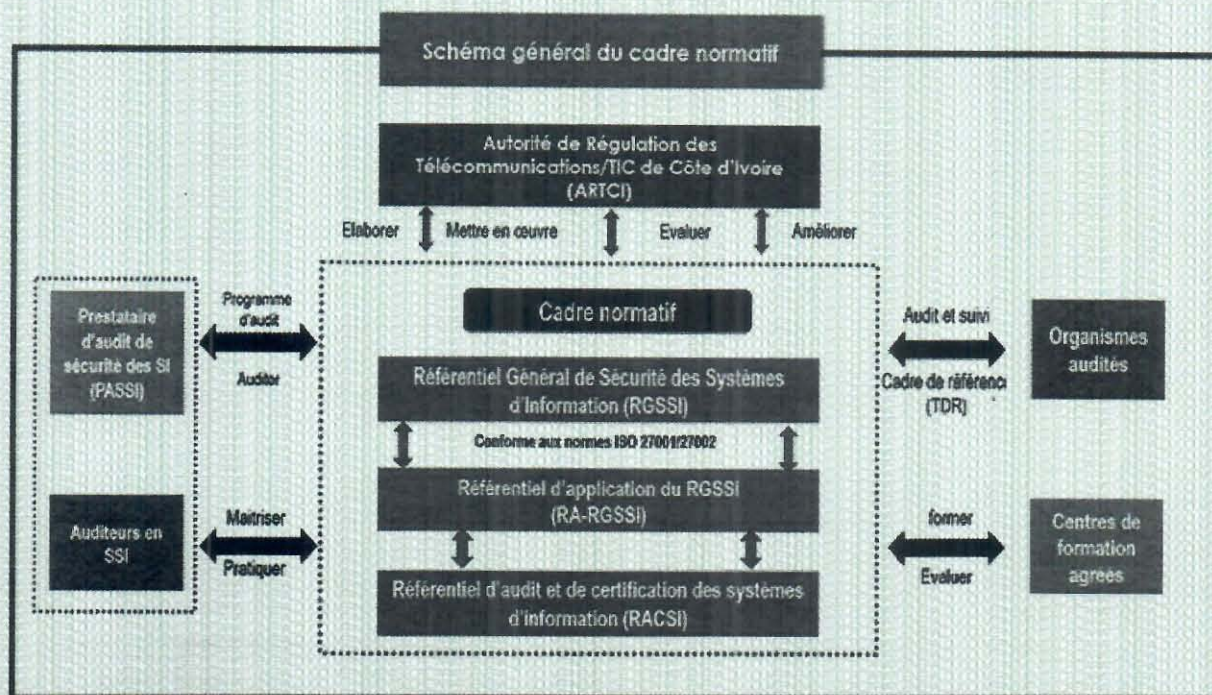 Schéma général du cadre normatif
Autorité de Régulation des
Télécommunications/TIC de Côte d'Ivoire
(ARTCI)
Elaborer
Mettre en œuvre
Evaluer
Améliorer
Prestataire
d'audit de
sécurité des SI
(PASSI)
Programme
d'audit
Auditer
Auditeurs en
SSI
Maitriser
Pratiquer
Cadre normatif
Référentiel Général de Sécurité des Systèmes
d'Information (RGSSI)
Conforme aux normes ISO 27001/27002
Référentiel d'application du RGSSI
(RA-RGSSI)
Référentiel d'audit et de certification des systèmes
d'information (RACSI)
Audit et suivi
Cadre de référenc
(TDR)
Organismes
audités
former
Evaluer
Centres de
formation
agréés